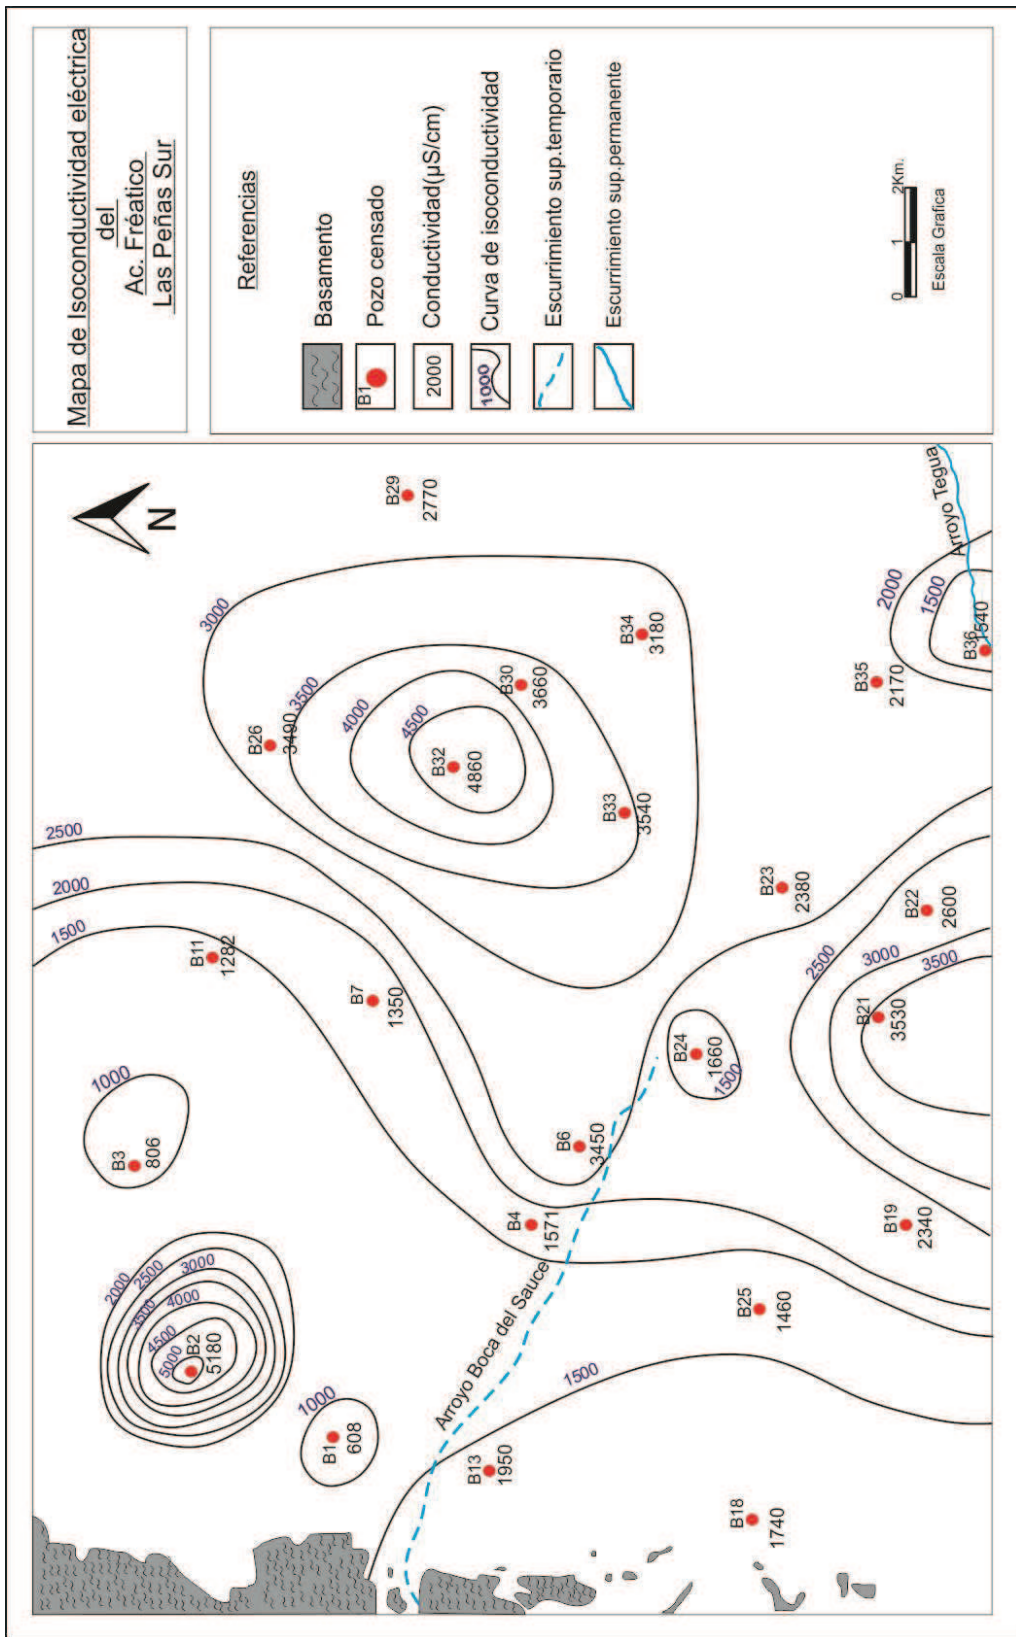 Mapa de Isoconductividad eléctrica
del
Ac. Fréatico
Las Peñas Sur
Referencias
Basamento
B1
Pozo censado
2000
Conductividad(µS/cm)
1000
Curva de isoconductividad
Escurrimiento sup.temporario
Escurrimiento sup.permanente
0 1 2Km.
Escala Grafica
N
B29
2770
3000
B26
3490
3500
4000
4500
B32
4860
B30
3660
B34
3180
B33
3540
2500
2000
1500
B11
1282
B7
1350
1000
B3
806
2000
2500
3000
3500
4000
4500
5000
B2
5180
1000
B1
608
B4
1571
B6
3450
Arroyo Boca del Sauce
B13
1950
1500
B18
1740
B25
1460
B24
1660
1500
B23
2380
B22
2600
2500
3000
3500
B21
3530
B19
2340
B35
2170
2000
1500
B36
1540
Arroyo Tegua